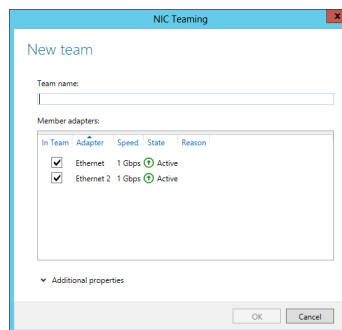 NIC Teaming
x
New team
Team name:
Member adapters:
In Team Adapter Speed State Reason
Ethernet 1 Gbps Active
Ethernet 2 1 Gbps Active
Additional properties
OK Cancel